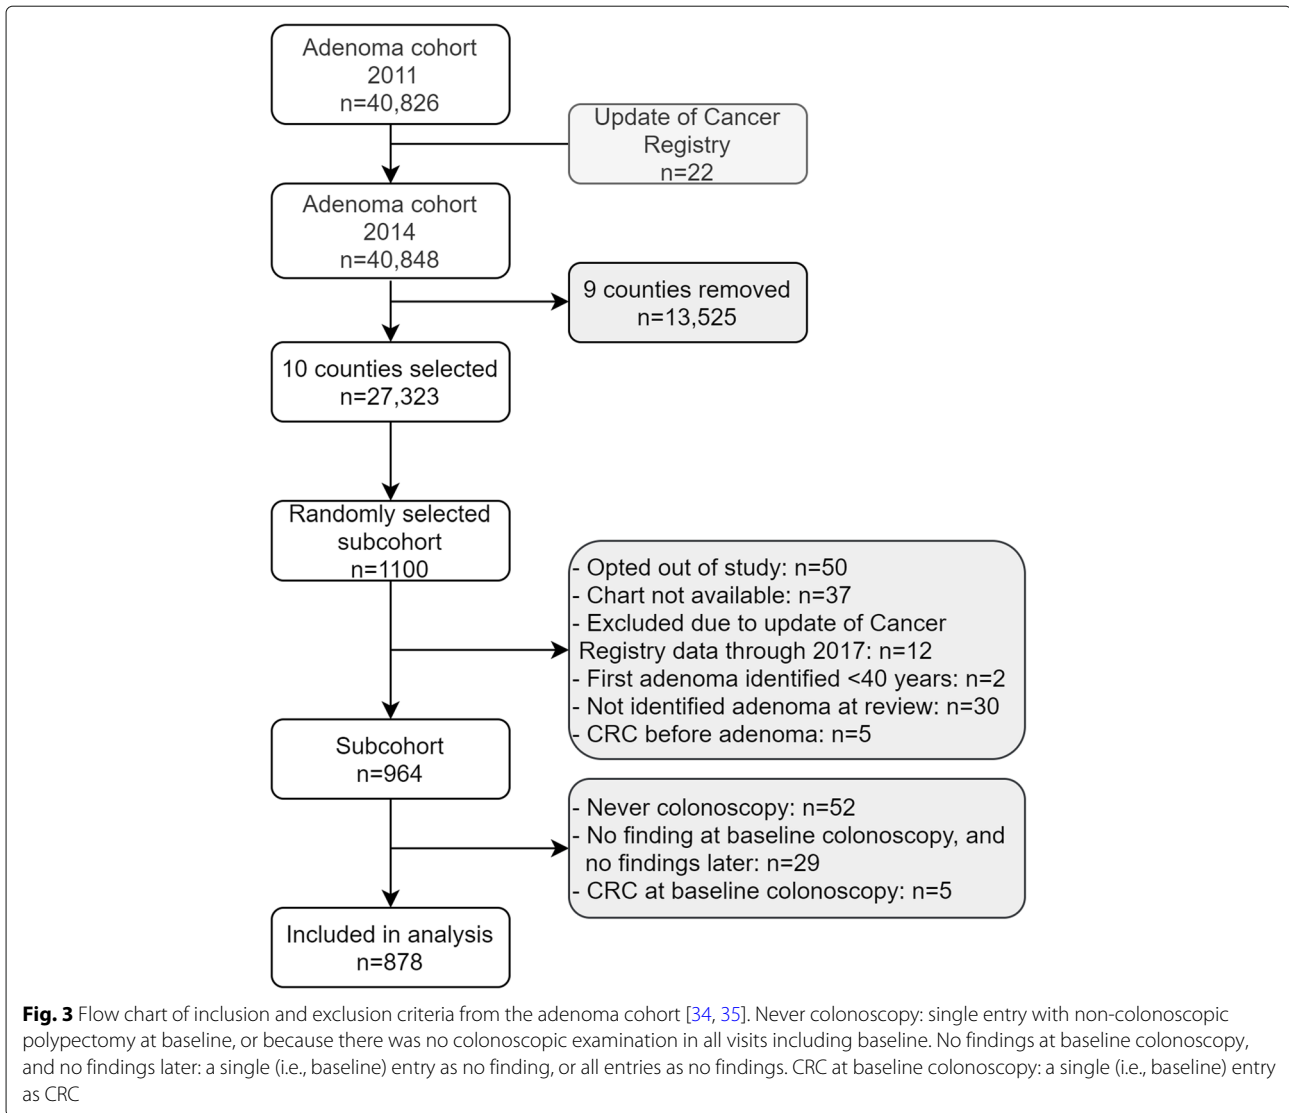 Adenoma cohort
2011
n=40,826
Update of Cancer
Registry
n=22
Adenoma cohort
2014
n=40,848
9 counties removed
n=13,525
10 counties selected
n=27,323
Randomly selected
subcohort
n=1100
- Opted out of study: n=50
- Chart not available: n=37
- Excluded due to update of Cancer
Registry data through 2017: n=12
- First adenoma identified <40 years: n=2
- Not identified adenoma at review: n=30
- CRC before adenoma: n=5
Subcohort
n=964
- Never colonoscopy: n=52
- No finding at baseline colonoscopy, and
no findings later: n=29
- CRC at baseline colonoscopy: n=5
Included in analysis
n=878
Fig. 3 Flow chart of inclusion and exclusion criteria from the adenoma cohort [34, 35]. Never colonoscopy: single entry with non-colonoscopic
polypectomy at baseline, or because there was no colonoscopic examination in all visits including baseline. No findings at baseline colonoscopy,
and no findings later: a single (i.e., baseline) entry as no finding, or all entries as no findings. CRC at baseline colonoscopy: a single (i.e., baseline) entry
as CRC